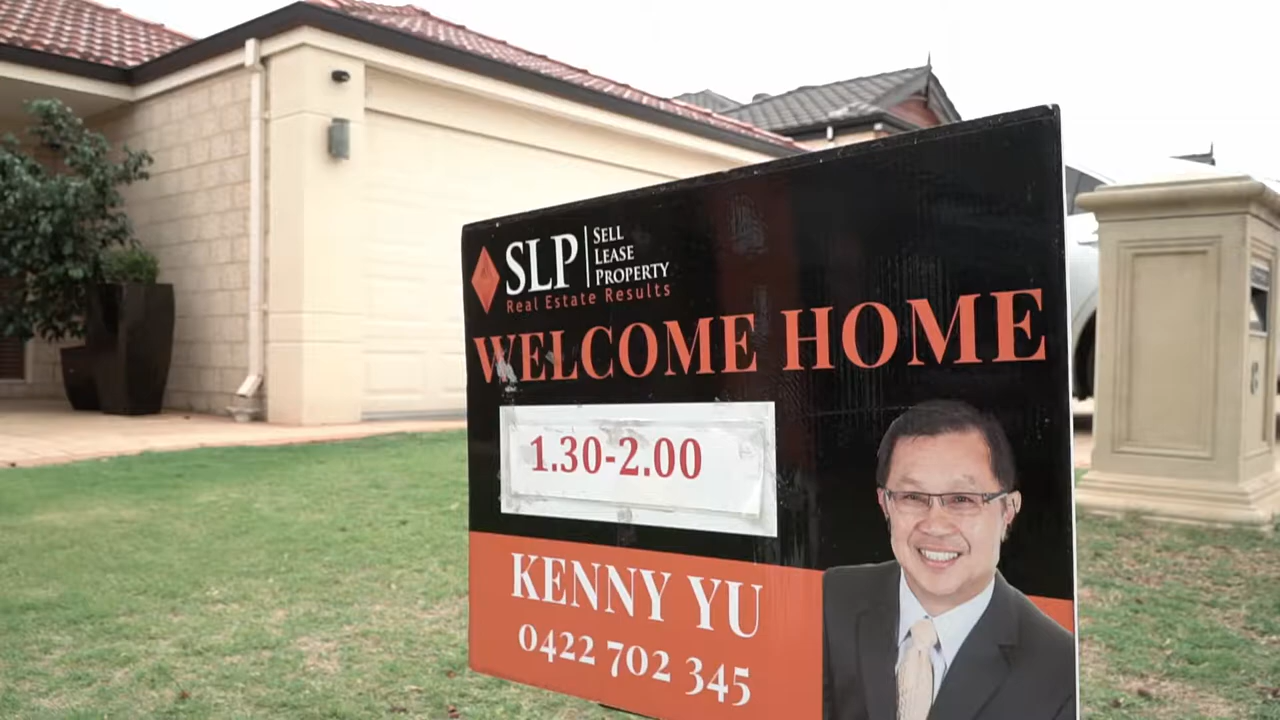 SLP
SELL
LEASE
PROPERTY
Real Estate Results
WELCOME HOME
1.30-2.00
KENNY YU
0422 702 345